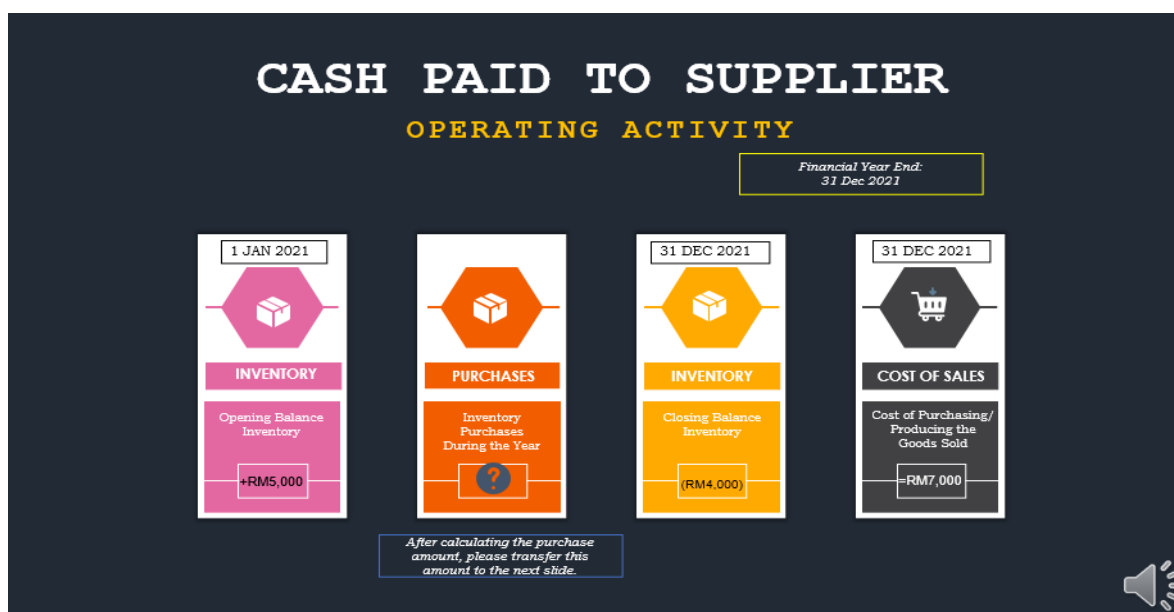 CASH PAID TO SUPPLIER
OPERATING ACTIVITY
Financial Year End:
31 Dec 2021
1 JAN 2021
INVENTORY
Opening Balance
Inventory
+RM5,000
PURCHASES
Inventory
Purchases
During the Year
?
31 DEC 2021
INVENTORY
Closing Balance
Inventory
(RM4,000)
31 DEC 2021
COST OF SALES
Cost of Purchasing/
Producing the
Goods Sold
=RM7,000
After calculating the purchase
amount, please transfer this
amount to the next slide.